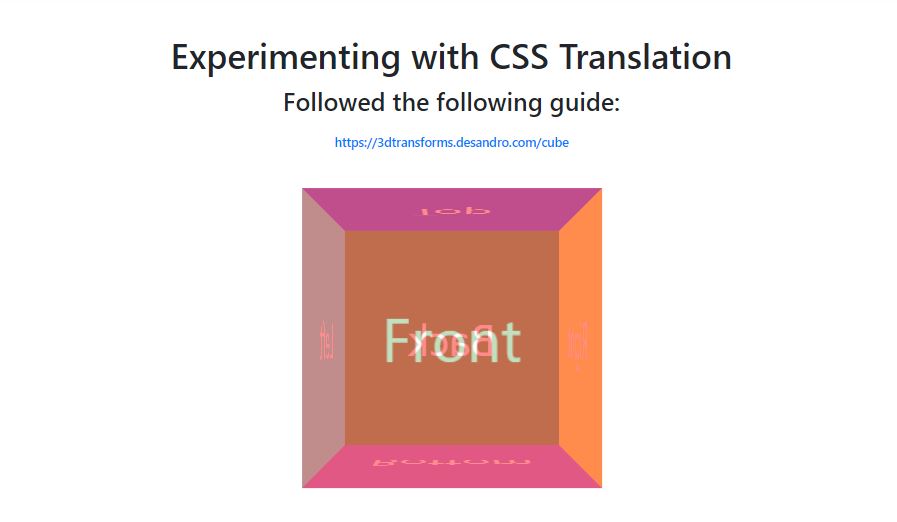 Experimenting with CSS Translation
Followed the following guide:
https://3dtransforms.desandro.com/cube
Top
Left
Front
Back
Right
Bottom